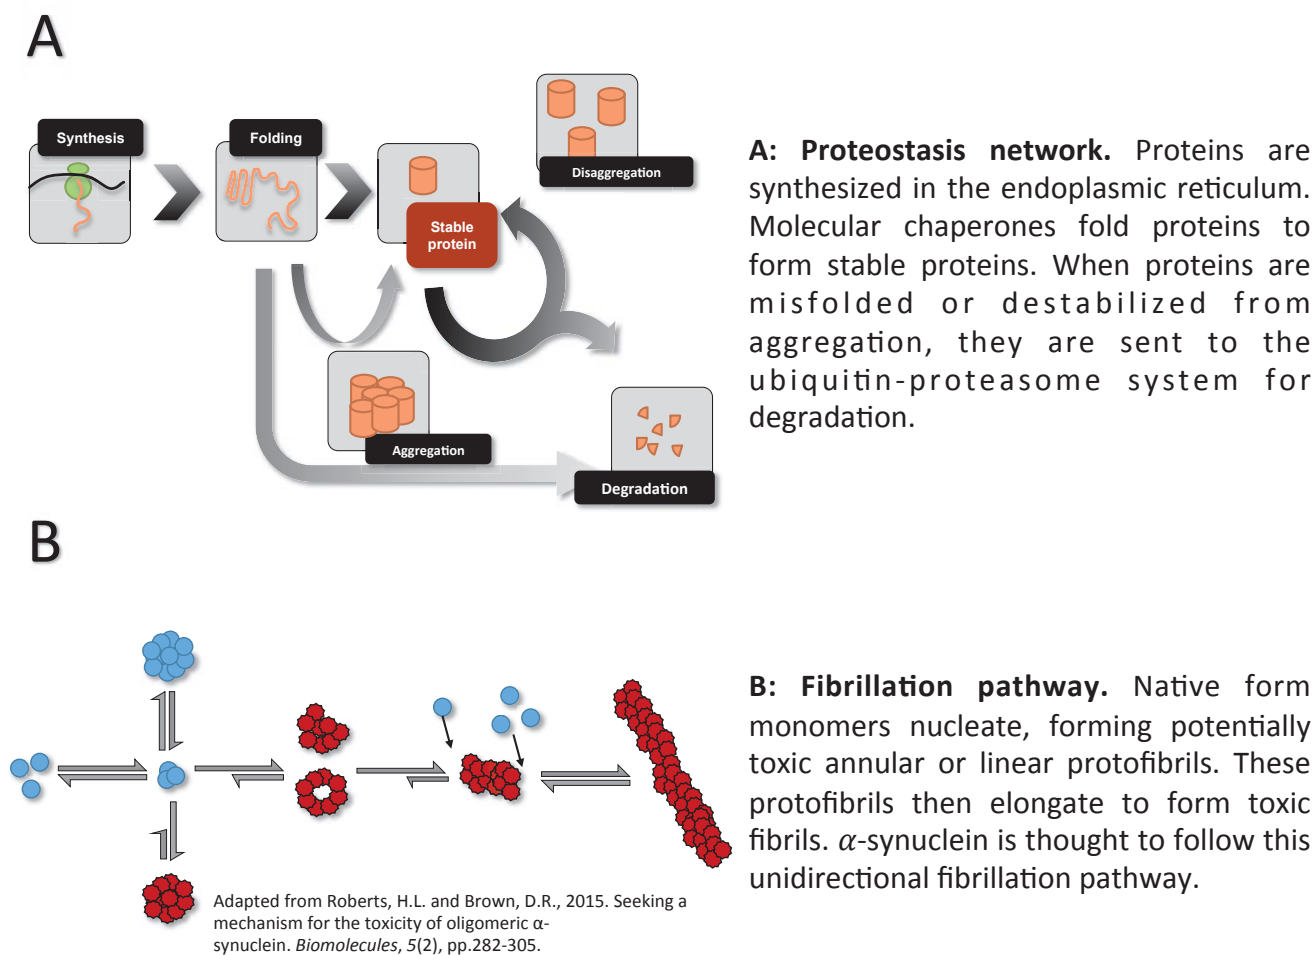 A
Synthesis
Folding
Stable
protein
Disaggregation
Aggregation
Degradation
A: Proteostasis network. Proteins are
synthesized in the endoplasmic reticulum.
Molecular chaperones fold proteins to
form stable proteins. When proteins are
misfolded or destabilized from
aggregation, they are sent to the
ubiquitin-proteasome system for
degradation.
B
Adapted from Roberts, H.L. and Brown, D.R., 2015. Seeking a
mechanism for the toxicity of oligomeric α-
synuclein. Biomolecules, 5(2), pp.282-305.
B: Fibrillation pathway. Native form
monomers nucleate, forming potentially
toxic annular or linear protofibrils. These
protofibrils then elongate to form toxic
fibrils. α-synuclein is thought to follow this
unidirectional fibrillation pathway.